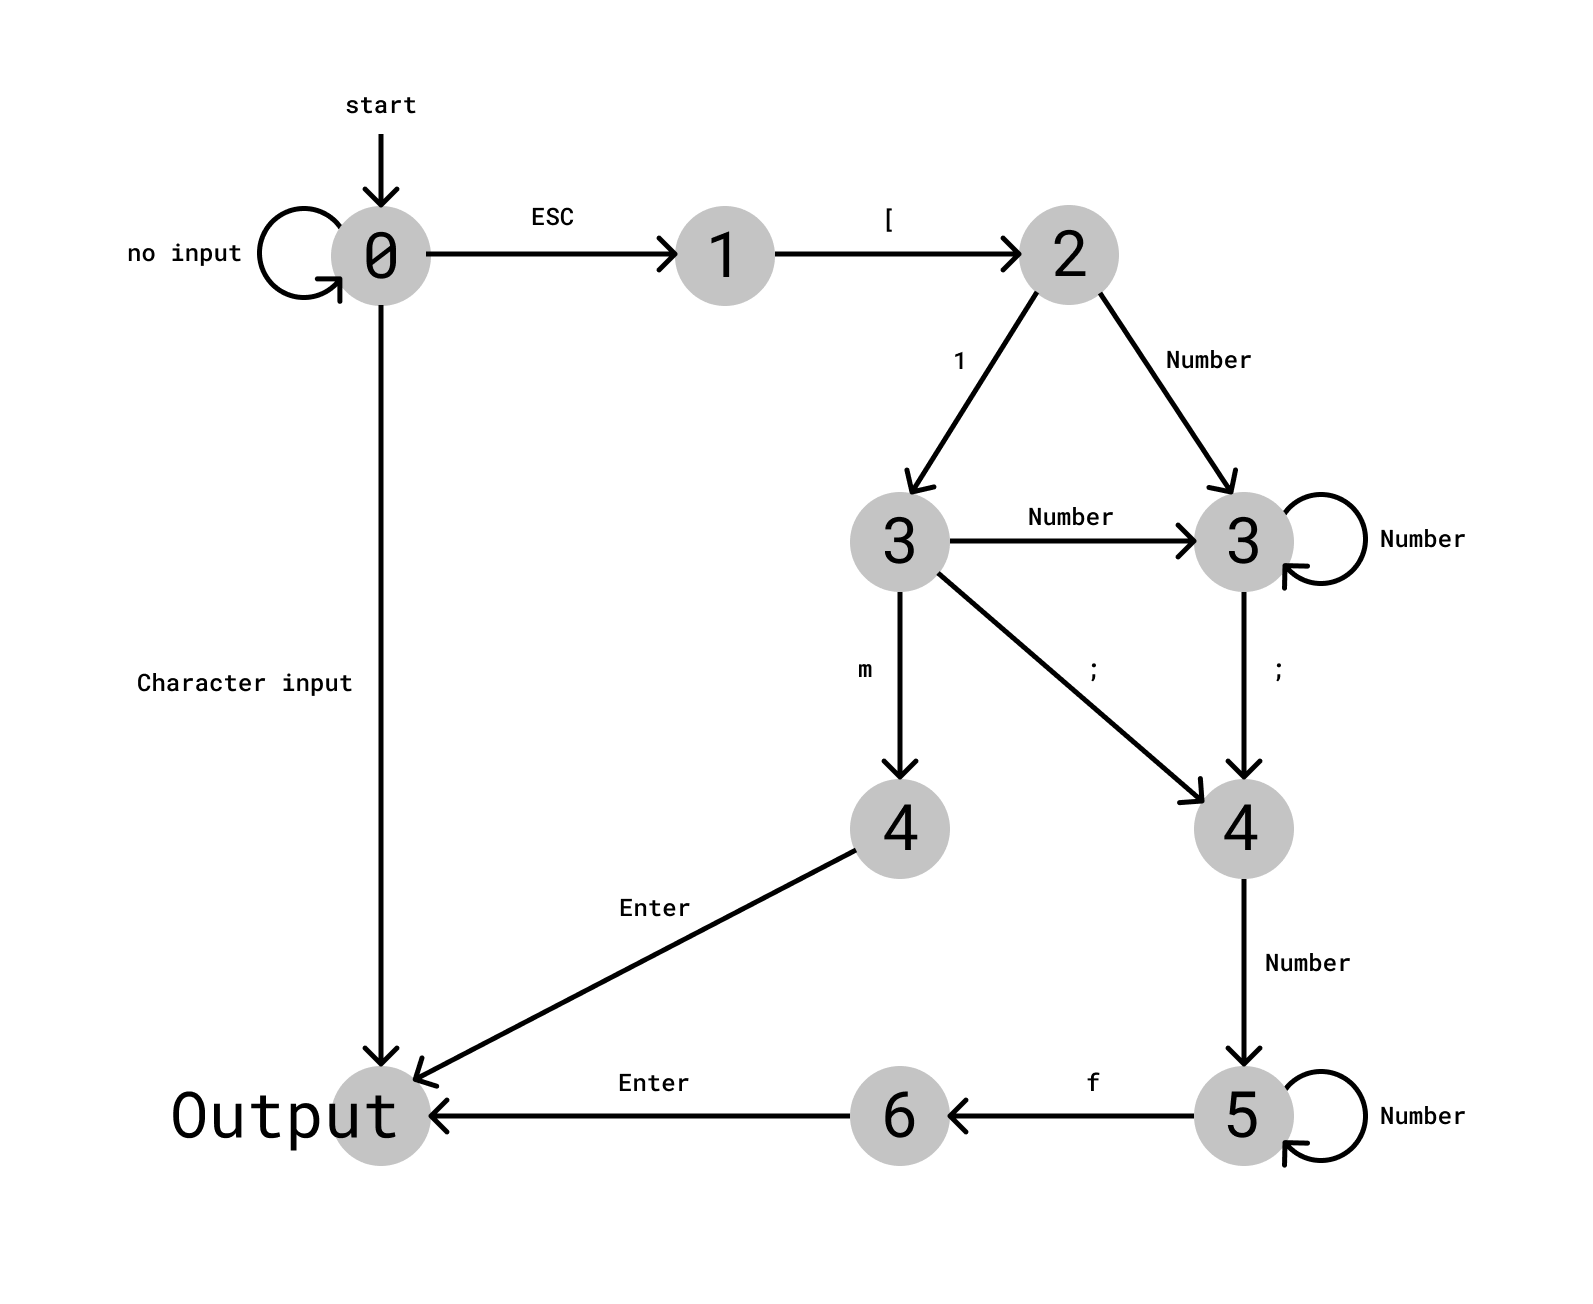 start
ESC
[
no input
0
1
2
1
Number
Number
3
3
Number
m
;
;
Character input
4
4
Enter
Number
Enter
f
Output
6
5
Number